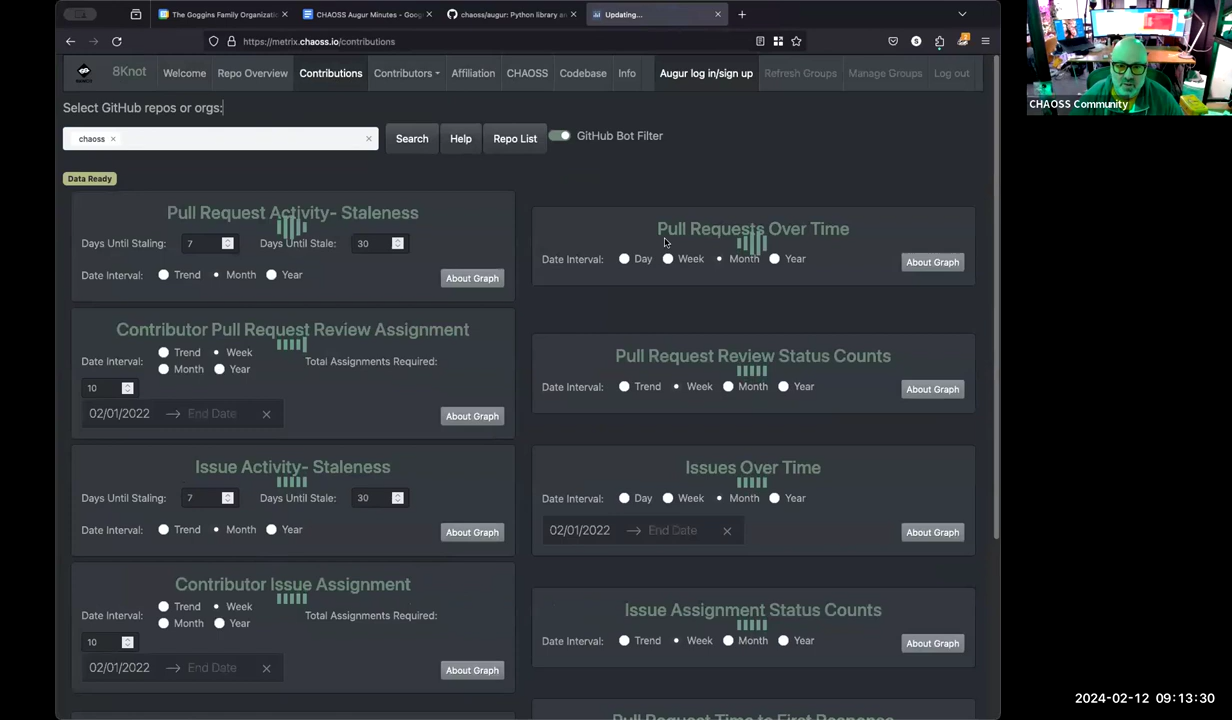 The Goggins Family Organizati
CHAOSS Augur Minutes - Goog
chaoss/augur: Python library an
Updating...
https://metrix.chaoss.io/contributions
8Knot
Welcome
Repo Overview
Contributions
Contributors
Affiliation
CHAOSS
Codebase
Info
Augur log in/sign up
Refresh Groups
Manage Groups
Log out
CHAOSS Community
Select GitHub repos or orgs:
chaoss ×
Search
Help
Repo List
GitHub Bot Filter
Data Ready
Pull Request Activity- Staleness
Days Until Staling: 7 Days Until Stale: 30
Date Interval: Trend Month Year
About Graph
Pull Requests Over Time
Date Interval: Day Week Month Year
About Graph
Contributor Pull Request Review Assignment
Date Interval: Trend Week Month Year
Total Assignments Required:
10
02/01/2022 → End Date ×
About Graph
Pull Request Review Status Counts
Date Interval: Trend Week Month Year
About Graph
Issue Activity- Staleness
Days Until Staling: 7 Days Until Stale: 30
Date Interval: Trend Month Year
About Graph
Issues Over Time
Date Interval: Day Week Month Year
02/01/2022 → End Date ×
About Graph
Contributor Issue Assignment
Date Interval: Trend Week Month Year
Total Assignments Required:
10
02/01/2022 → End Date ×
About Graph
Issue Assignment Status Counts
Date Interval: Trend Week Month Year
About Graph
Pull Request Time to First Response
2024-02-12 09:13:30